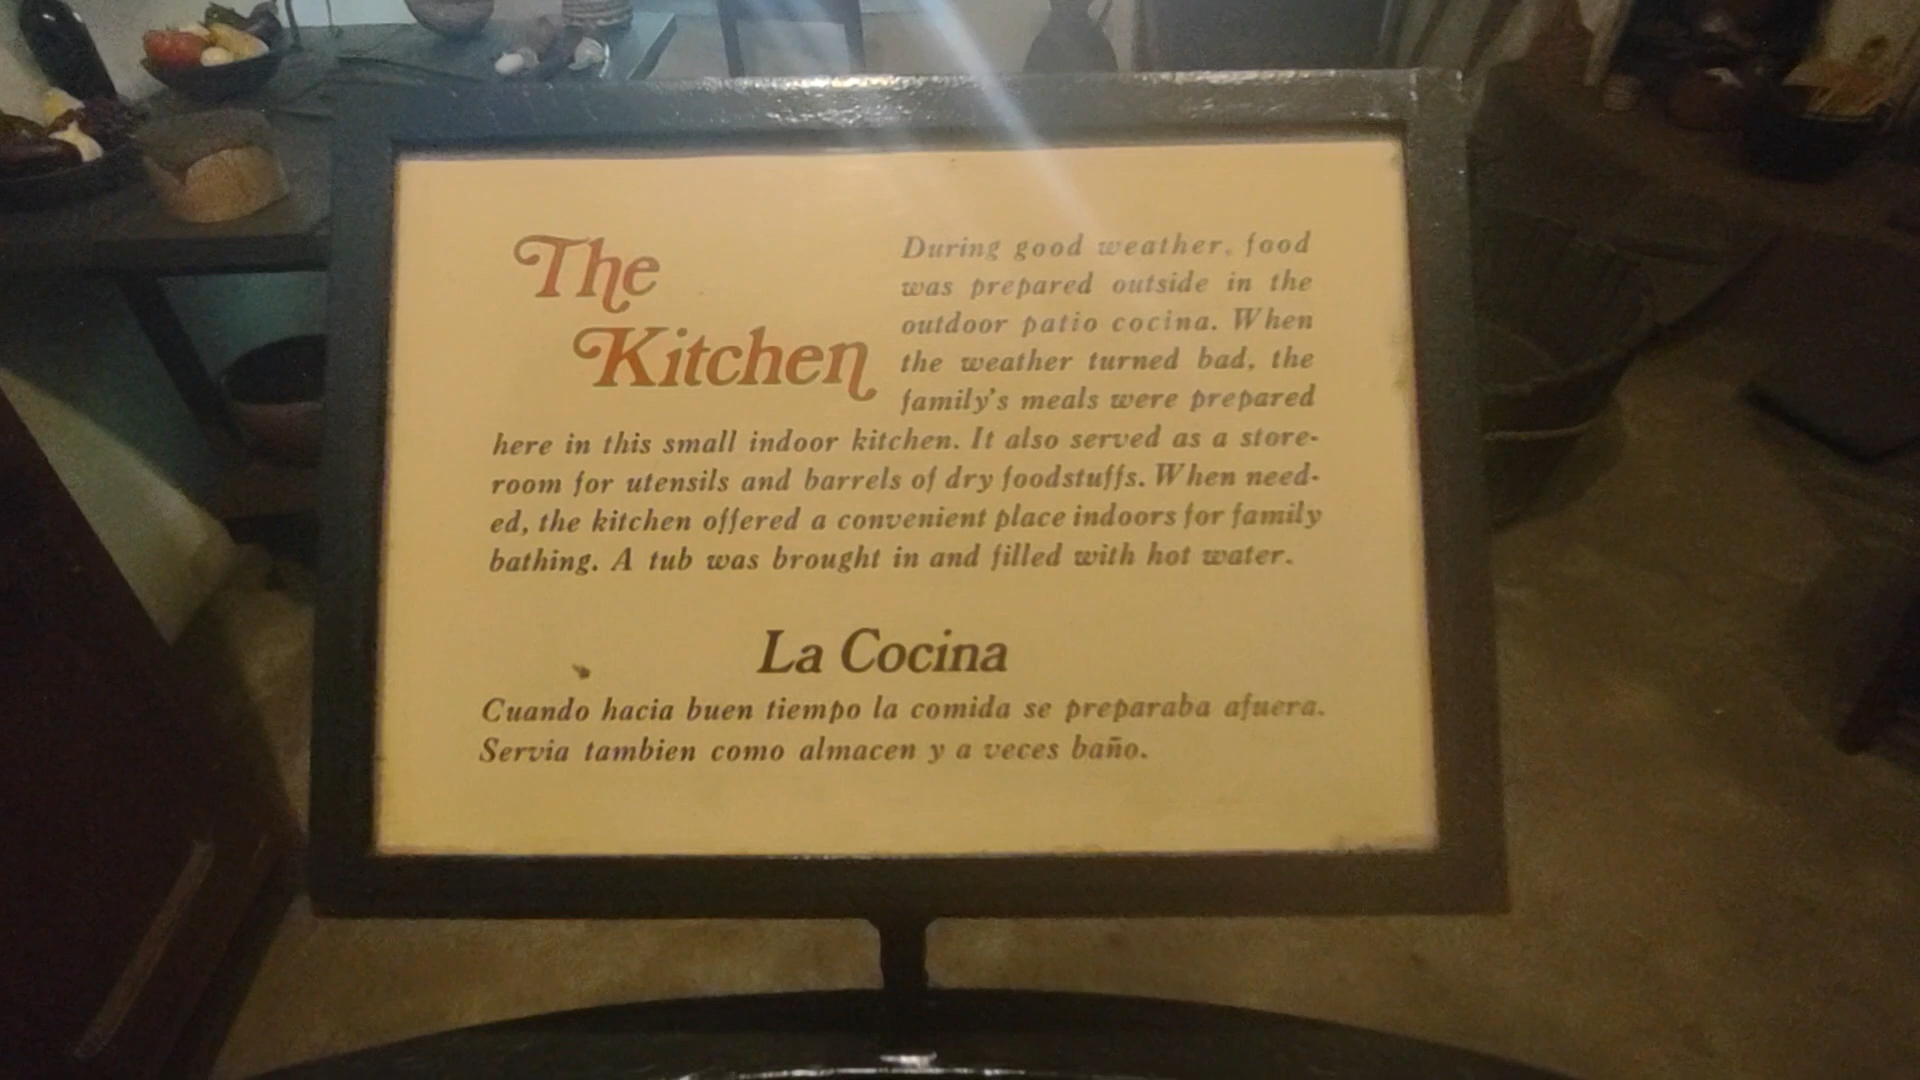 The
Kitchen
During good weather, food
was prepared outside in the
outdoor patio cocina. When
the weather turned bad, the
family's meals were prepared
here in this small indoor kitchen. It also served as a store-
room for utensils and barrels of dry foodstuffs. When need-
ed, the kitchen offered a convenient place indoors for family
bathing. A tub was brought in and filled with hot water.
La Cocina
Cuando hacia buen tiempo la comida se preparaba afuera.
Servia tambien como almacen y a veces baño.